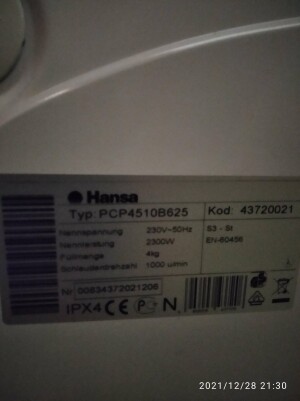 Hansa
Typ: PCP4510B625 Kod: 43720021
Nennspannung 230V~50Hz S3 - St
Nennleistung 2300W EN-60456
Füllmenge 4kg
Schleuderdrehzahl 1000 u/min
Nr 00834372021206
IPX4 CE N
2021/12/28 21:30